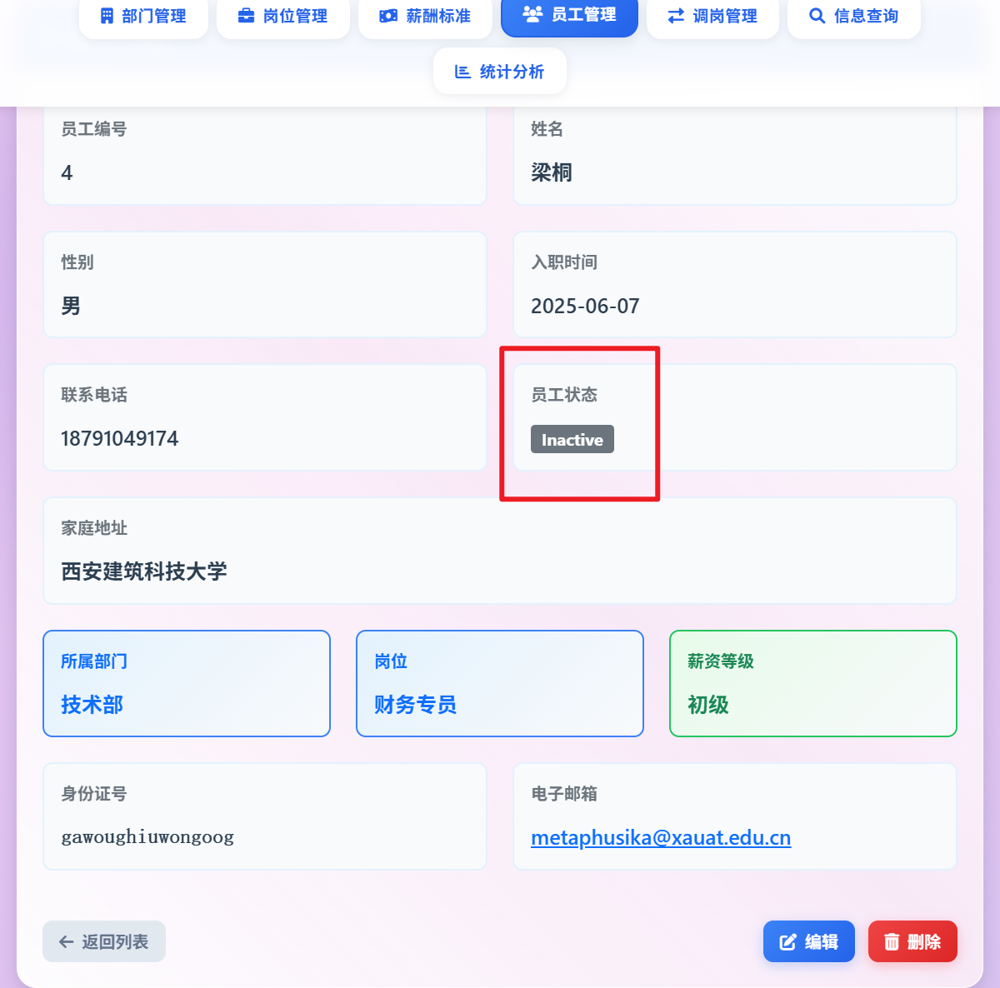 部门管理
岗位管理
薪酬标准
员工管理
调岗管理
信息查询
统计分析
员工编号
4
姓名
梁桐
性别
男
入职时间
2025-06-07
联系电话
18791049174
员工状态
Inactive
家庭地址
西安建筑科技大学
所属部门
技术部
岗位
财务专员
薪资等级
初级
身份证号
gawoughiuwongoog
电子邮箱
metaphusika@xauat.edu.cn
返回列表
编辑
删除